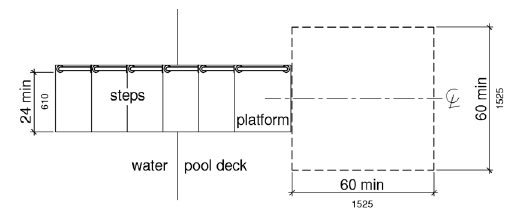 24 min
610
steps
platform
℄
60 min
1525
water
pool deck
60 min
1525